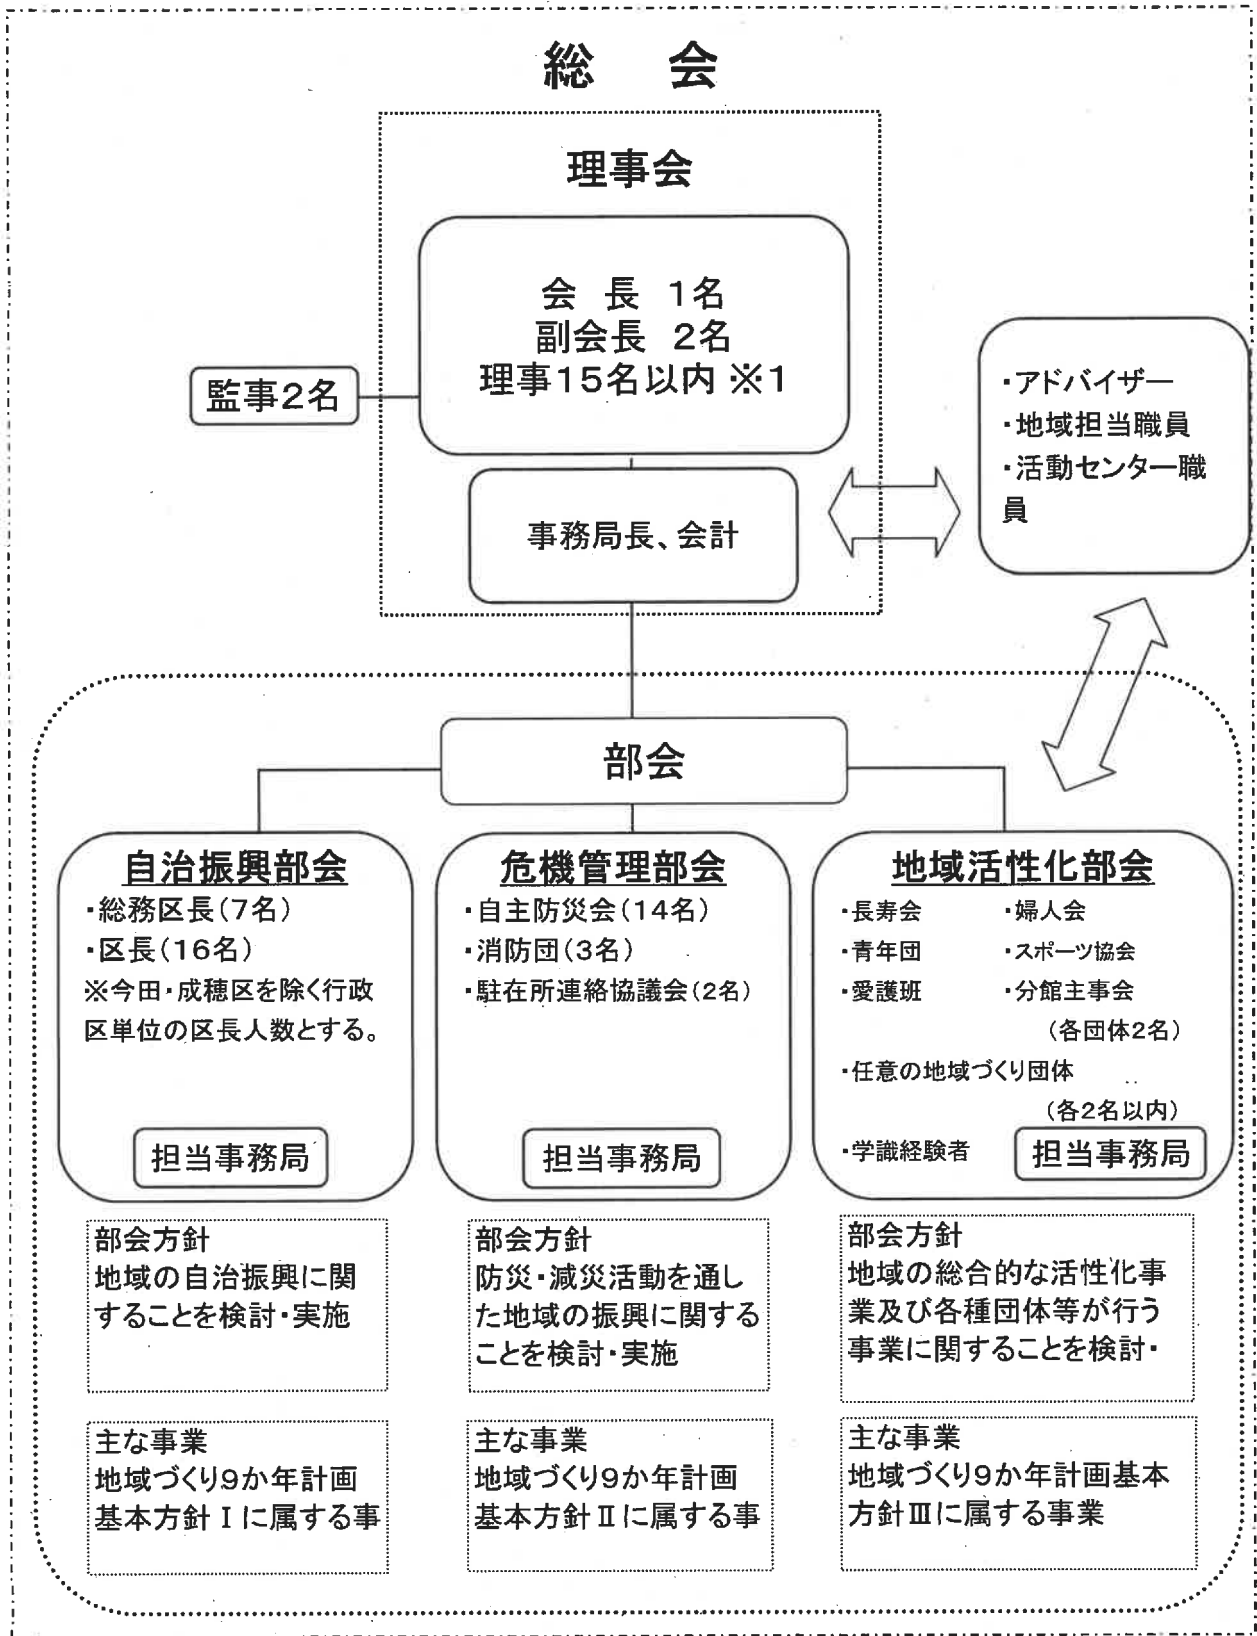 総 会
理事会
会 長 1名
副会長 2名
理事15名以内 ※1
監事2名
事務局長、会計
・アドバイザー
・地域担当職員
・活動センター職
員
部会
自治振興部会
・総務区長(7名)
・区長(16名)
※今田・成穂区を除く行政
区単位の区長人数とする。
担当事務局
危機管理部会
・自主防災会(14名)
・消防団(3名)
・駐在所連絡協議会(2名)
担当事務局
地域活性化部会
・長寿会 ・婦人会
・青年団 ・スポーツ協会
・愛護班 ・分館主事会
(各団体2名)
・任意の地域づくり団体
(各2名以内)
・学識経験者
担当事務局
部会方針
地域の自治振興に関
することを検討・実施
部会方針
防災・減災活動を通し
た地域の振興に関する
ことを検討・実施
部会方針
地域の総合的な活性化事
業及び各種団体等が行う
事業に関することを検討・
主な事業
地域づくり9か年計画
基本方針Ⅰに属する事
主な事業
地域づくり9か年計画
基本方針Ⅱに属する事
主な事業
地域づくり9か年計画基本
方針Ⅲに属する事業